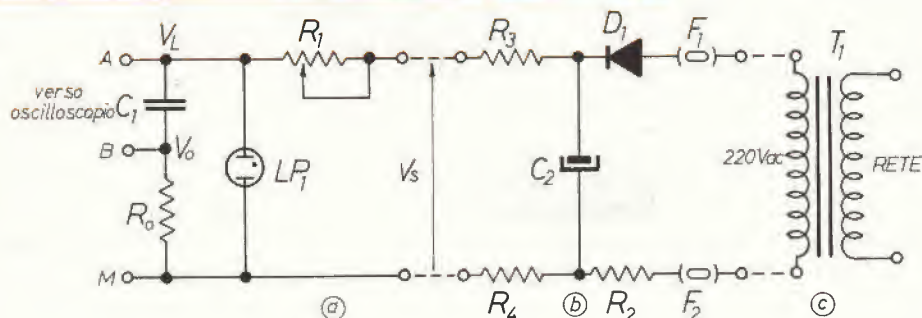 A
V_L
R_1
R_3
D_1
F_1
T_1
verso
oscilloscopio
C_1
B
V_o
R_o
LP_1
V_s
C_2
220Vac
RETE
M
R_4
R_2
F_2
a
b
c